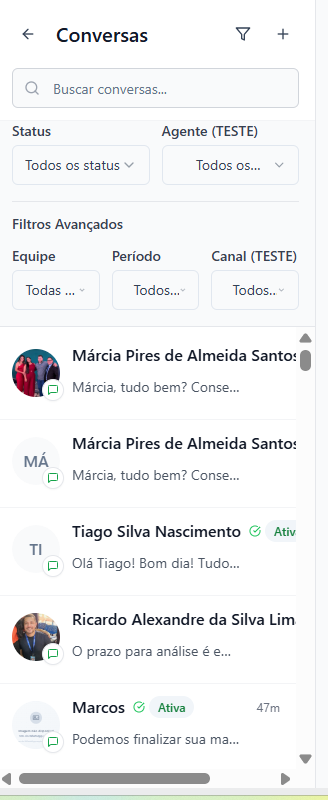 Conversas
Buscar conversas...
Status Agente (TESTE)
Todos os status Todos os...
Filtros Avançados
Equipe Período Canal (TESTE)
Todas ... Todos... Todos..
Márcia Pires de Almeida Santos
Márcia, tudo bem? Conse...
Márcia Pires de Almeida Santos
MÁ
Márcia, tudo bem? Conse...
Tiago Silva Nascimento Ativa
TI
Olá Tiago! Bom dia! Tudo...
Ricardo Alexandre da Silva Lima
O prazo para análise é e...
Marcos Ativa 47m
Podemos finalizar sua ma...